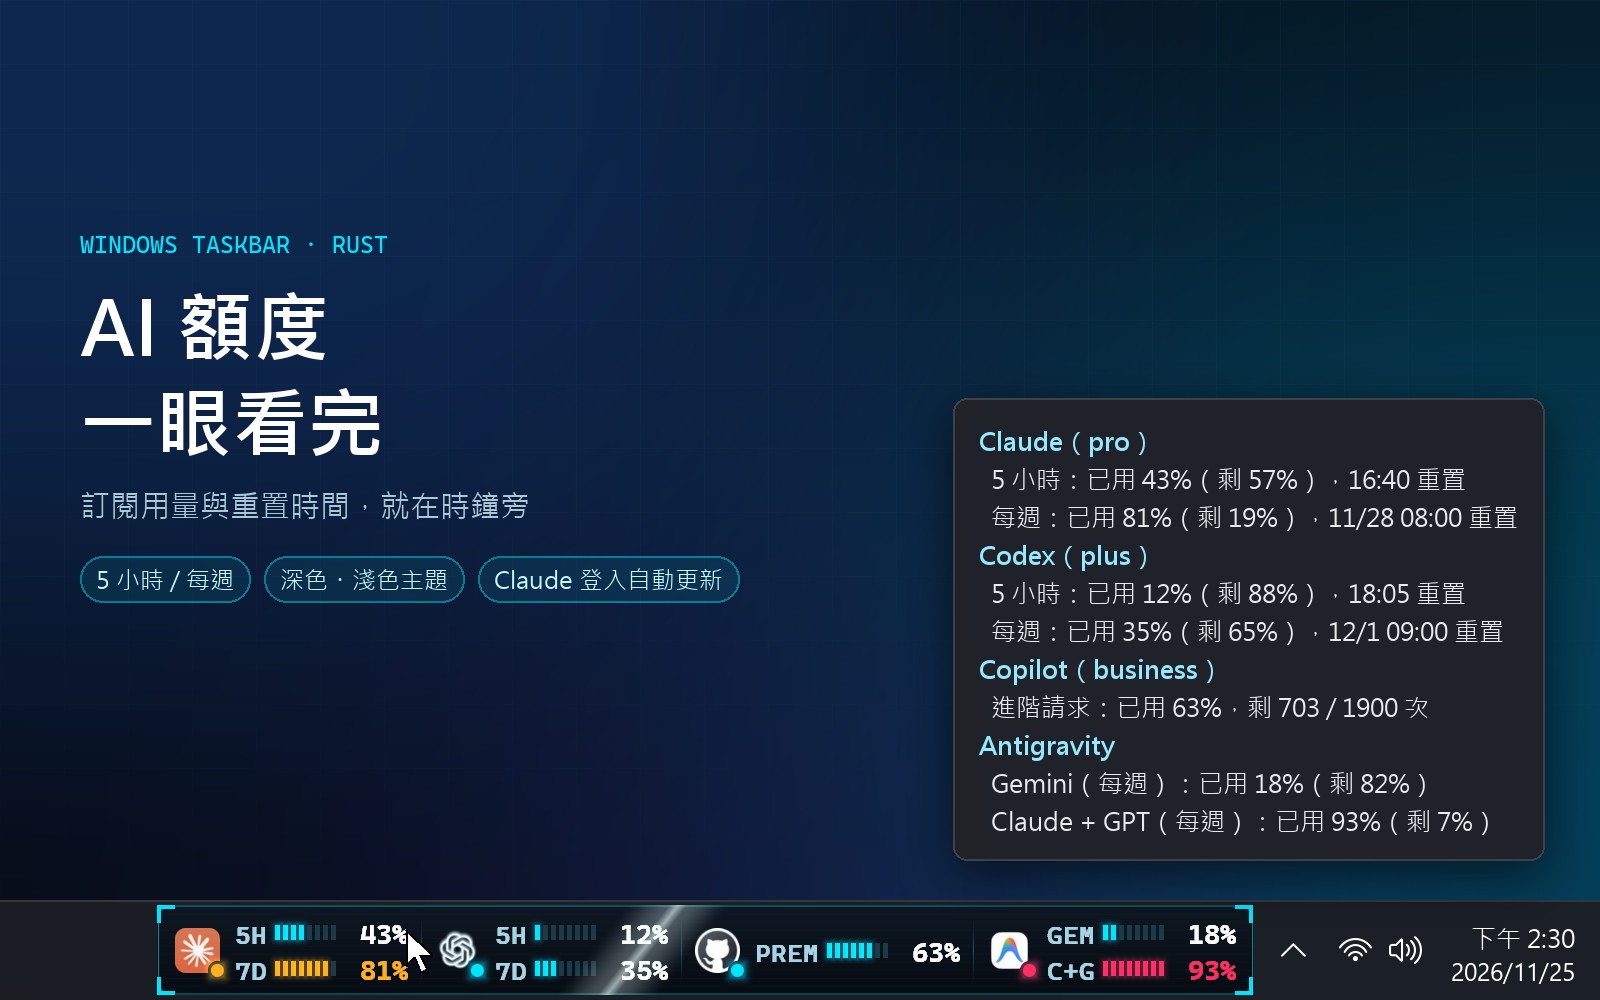 WINDOWS TASKBAR · RUST
AI 額度
一眼看完
訂閱用量與重置時間，就在時鐘旁
5 小時 / 每週
深色 · 淺色主題
Claude 登入自動更新
Claude（pro）
5 小時：已用 43%（剩 57%），16:40 重置
每週：已用 81%（剩 19%），11/28 08:00 重置
Codex（plus）
5 小時：已用 12%（剩 88%），18:05 重置
每週：已用 35%（剩 65%），12/1 09:00 重置
Copilot（business）
進階請求：已用 63%，剩 703 / 1900 次
Antigravity
Gemini（每週）：已用 18%（剩 82%）
Claude + GPT（每週）：已用 93%（剩 7%）
5H 43%
7D 81%
5H 12%
7D 35%
PREM 63%
GEM 18%
C+G 93%
下午 2:30
2026/11/25